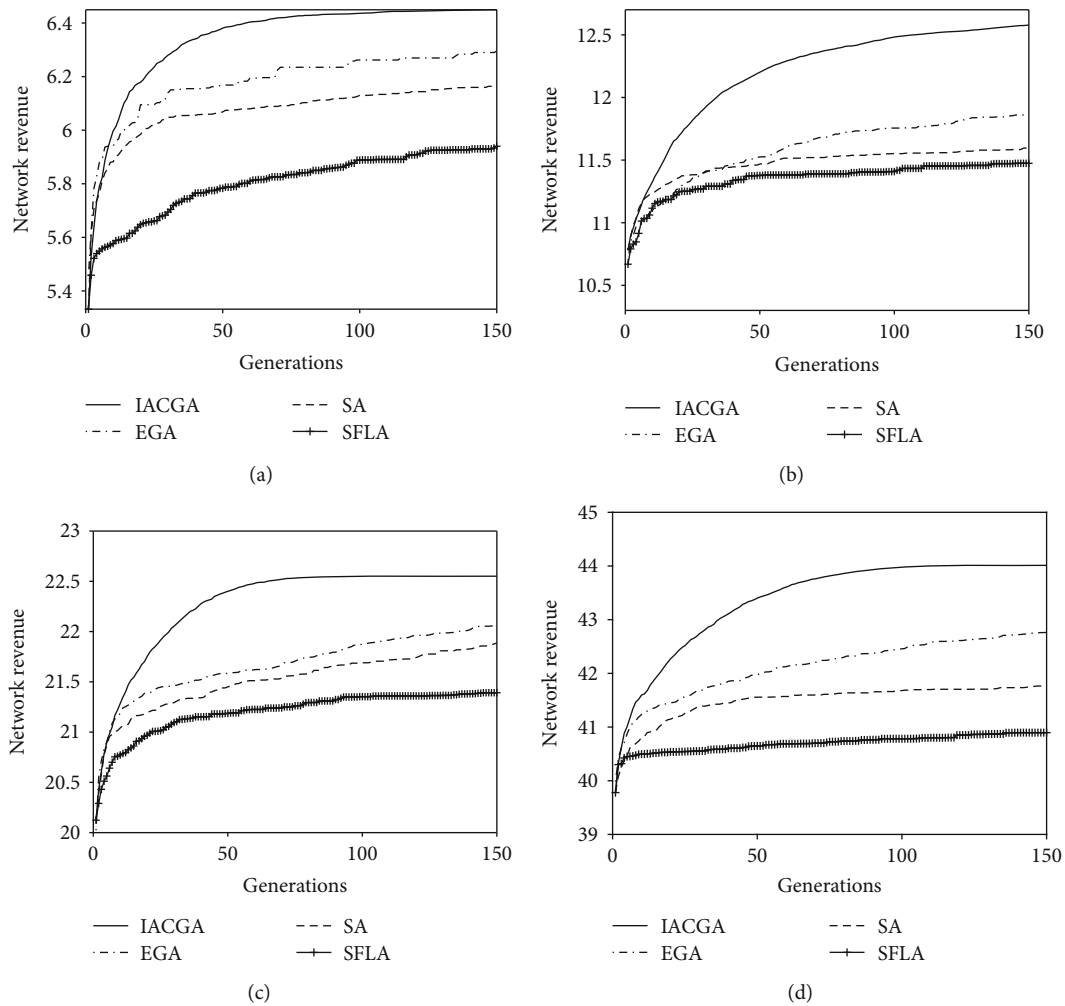 6.4
6.2
6
5.8
5.6
5.4
Network revenue
0 50 100 150
Generations
IACGA SA
EGA SFLA
(a)
12.5
12
11.5
11
10.5
Network revenue
0 50 100 150
Generations
IACGA SA
EGA SFLA
(b)
23
22.5
22
21.5
21
20.5
20
Network revenue
0 50 100 150
Generations
IACGA SA
EGA SFLA
(c)
45
44
43
42
41
40
39
Network revenue
0 50 100 150
Generations
IACGA SA
EGA SFLA
(d)